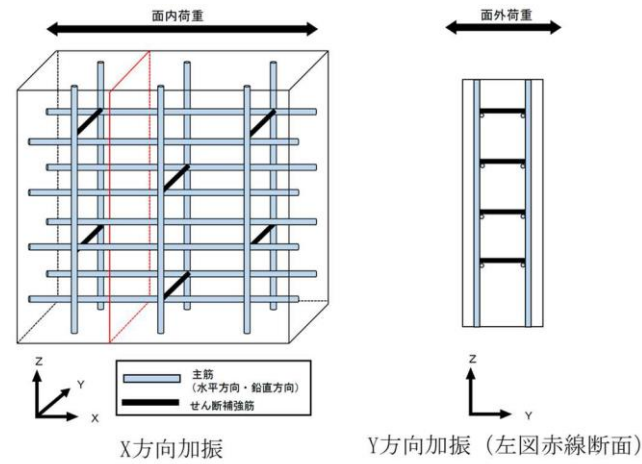 面内荷重
面外荷重
Z
Y
X
主筋
(水平方向・鉛直方向)
せん断補強筋
Z
Y
X方向加振
Y方向加振（左図赤線断面）